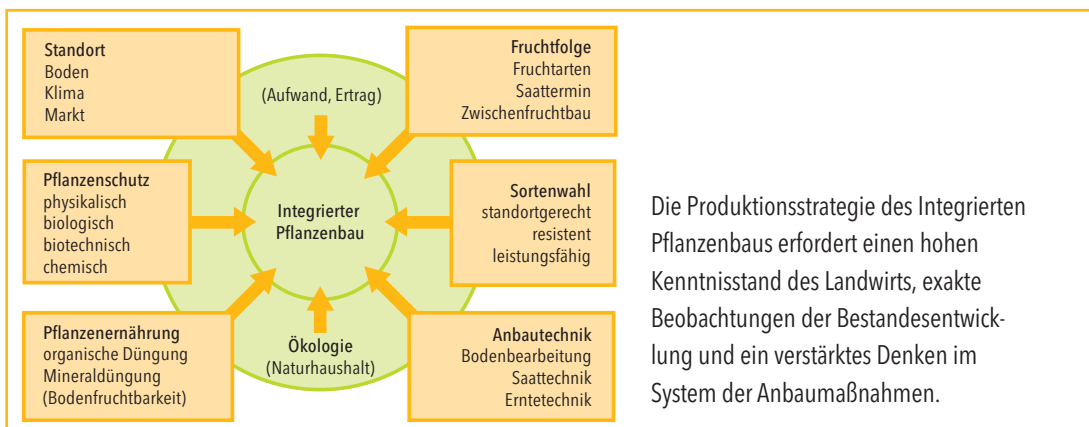 Standort
Boden
Klima
Markt
(Aufwand, Ertrag)
Fruchtfolge
Fruchtarten
Saattermin
Zwischenfruchtbau
Pflanzenschutz
physikalisch
biologisch
biotechnisch
chemisch
Integrierter
Pflanzenbau
Sortenwahl
standortgerecht
resistent
leistungsfähig
Pflanzenernährung
organische Düngung
Mineraldüngung
(Bodenfruchtbarkeit)
Ökologie
(Naturhaushalt)
Anbautechnik
Bodenbearbeitung
Saattechnik
Erntetechnik
Die Produktionsstrategie des Integrierten
Pflanzenbaus erfordert einen hohen
Kenntnisstand des Landwirts, exakte
Beobachtungen der Bestandesentwick-
lung und ein verstärktes Denken im
System der Anbaumaßnahmen.